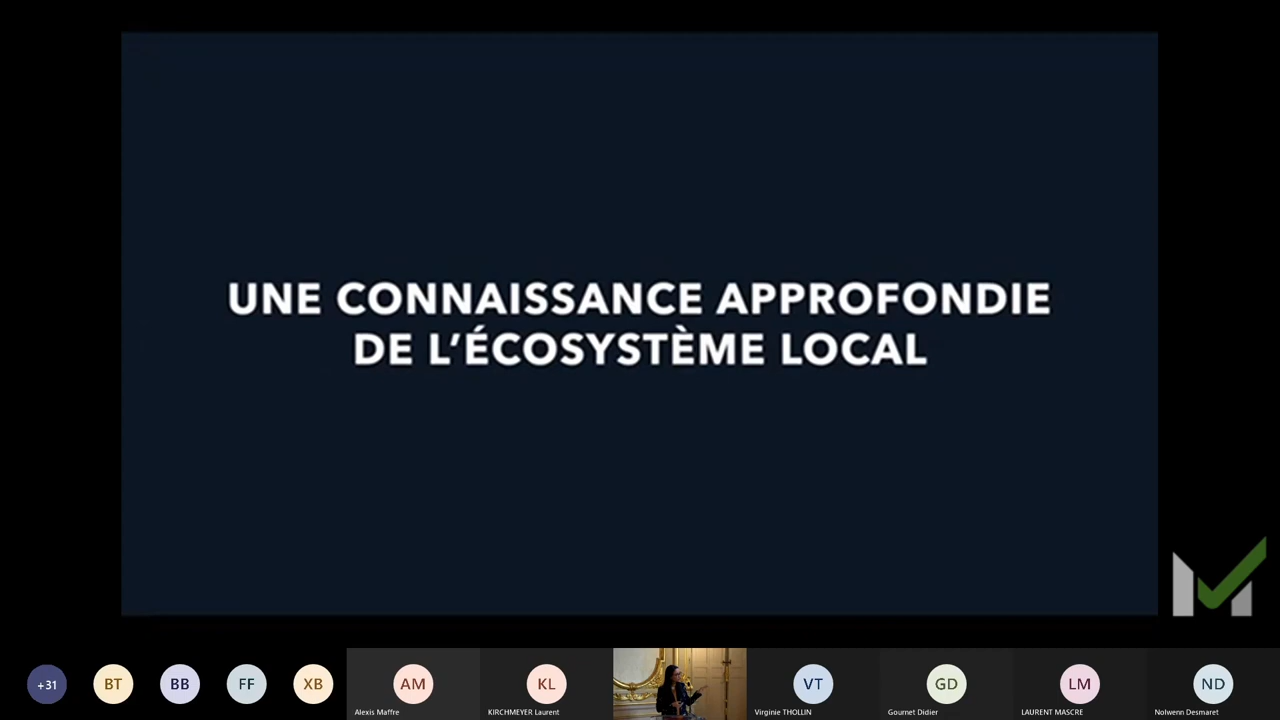 UNE CONNAISSANCE APPROFONDIE
DE L’ÉCOSYSTÈME LOCAL
+31
BT
BB
FF
XB
AM
KL
VT
GD
LM
ND
Alexis Maffre
KIRCHMEYER Laurent
Virginie THOLLIN
Gournet Didier
LAURENT MASCRE
Nolwenn Desmaret